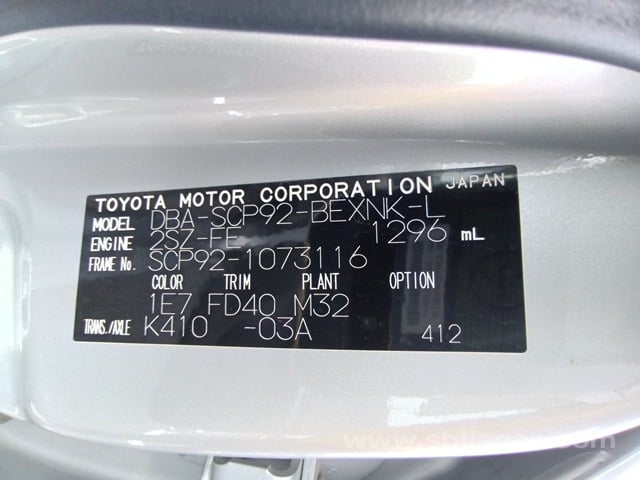 TOYOTA MOTOR CORPORATION JAPAN
MODEL DBA-SCP92-BEXNK-L
ENGINE 2SZ-FE 1296 mL
FRAME No. SCP92-1073116
COLOR TRIM PLANT OPTION
1E7 FD40 M32
TRANS./AXLE K410 -03A 412